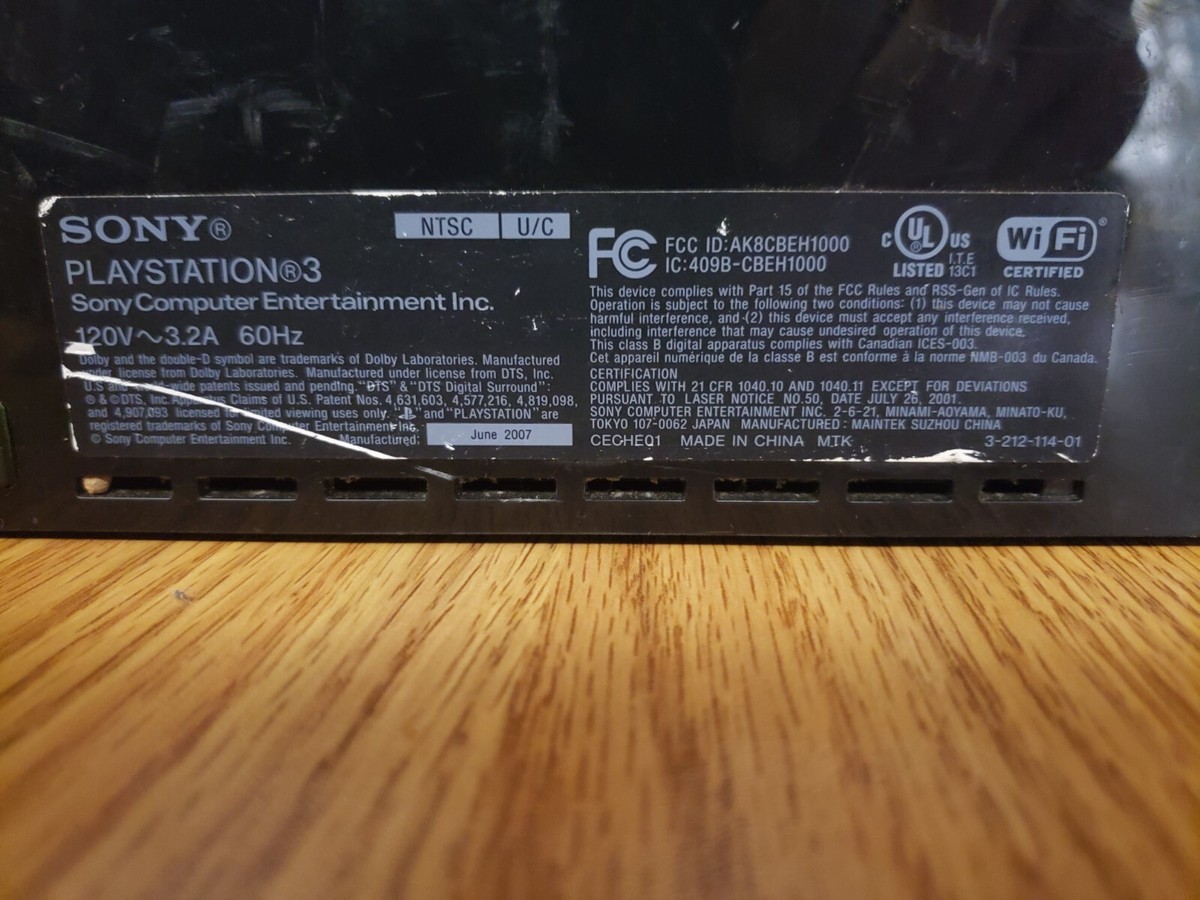 SONY®
NTSC U/C
PLAYSTATION®3
Sony Computer Entertainment Inc.
120V~3.2A 60Hz
Dolby and the double-D symbol are trademarks of Dolby Laboratories. Manufactured
under license from Dolby Laboratories. Manufactured under license from DTS, Inc.
U.S and world-wide patents issued and pending. "DTS" & "DTS Digital Surround":
® & ©DTS, Inc. Apparatus Claims of U.S. Patent Nos. 4,631,603, 4,577,216, 4,819,098,
and 4,907,093 licensed for limited viewing uses only. " " and "PLAYSTATION" are
registered trademarks of Sony Computer Entertainment Inc.
© Sony Computer Entertainment Inc. Manufactured: June 2007
FC FCC ID:AK8CBEH1000
IC:409B-CBEH1000
C UL® US
LISTED I.T.E
13C1
Wi Fi®
CERTIFIED
This device complies with Part 15 of the FCC Rules and RSS-Gen of IC Rules.
Operation is subject to the following two conditions: (1) this device may not cause
harmful interference, and (2) this device must accept any interference received,
including interference that may cause undesired operation of this device.
This class B digital apparatus complies with Canadian ICES-003.
Cet appareil numérique de la classe B est conforme à la norme NMB-003 du Canada.
CERTIFICATION
COMPLIES WITH 21 CFR 1040.10 AND 1040.11 EXCEPT FOR DEVIATIONS
PURSUANT TO LASER NOTICE NO.50, DATE JULY 26, 2001.
SONY COMPUTER ENTERTAINMENT INC. 2-6-21, MINAMI-AOYAMA, MINATO-KU,
TOKYO 107-0062 JAPAN MANUFACTURED: MAINTEK SUZHOU CHINA
CECHE01 MADE IN CHINA MTK 3-212-114-01